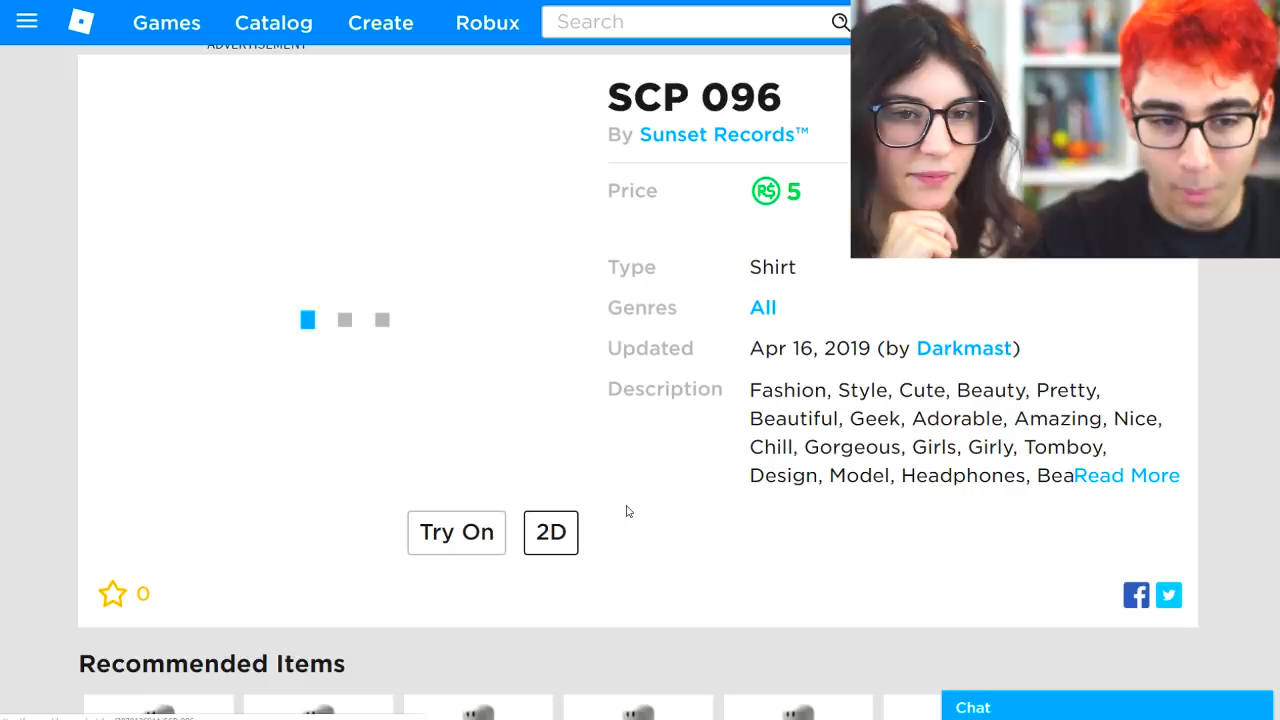 Games Catalog Create Robux Search
ADVERTISEMENT
SCP 096
By Sunset Records™
Price R$ 5
Type Shirt
Genres All
Updated Apr 16, 2019 (by Darkmast)
Description Fashion, Style, Cute, Beauty, Pretty,
Beautiful, Geek, Adorable, Amazing, Nice,
Chill, Gorgeous, Girls, Girly, Tomboy,
Design, Model, Headphones, BeaRead More
Try On 2D
0
Recommended Items
Chat